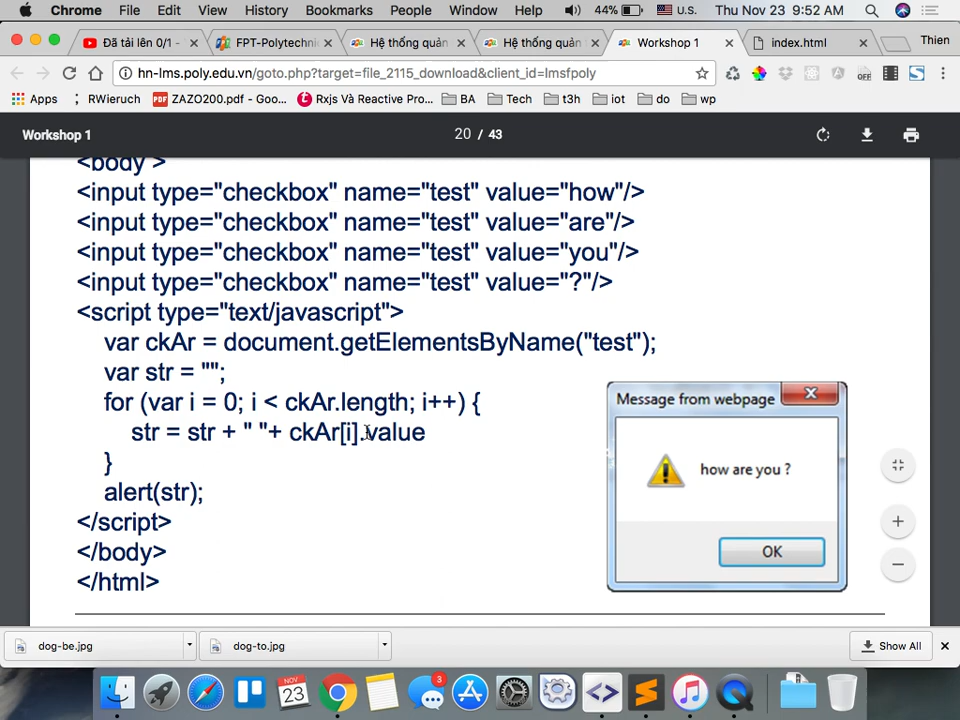 Chrome File Edit View History Bookmarks People Window Help 44% U.S. Thu Nov 23 9:52 AM
Đã tải lên 0/1 - FPT-Polytechnic Hệ thống quản Hệ thống quản Workshop 1 index.html Thien
hn-lms.poly.edu.vn/goto.php?target=file_2115_download&client_id=lmsfpoly
Apps RWieruch ZAZO200.pdf - Goo... Rxjs Và Reactive Pro... BA Tech t3h iot do wp
Workshop 1 20 / 43
<body >
<input type="checkbox" name="test" value="how"/>
<input type="checkbox" name="test" value="are"/>
<input type="checkbox" name="test" value="you"/>
<input type="checkbox" name="test" value="?"/>
<script type="text/javascript">
var ckAr = document.getElementsByName("test");
var str = "";
for (var i = 0; i < ckAr.length; i++) {
str = str + " "+ ckAr[i].value
}
alert(str);
</script>
</body>
</html>
Message from webpage
how are you ?
OK
dog-be.jpg dog-to.jpg Show All
NOV
23
3